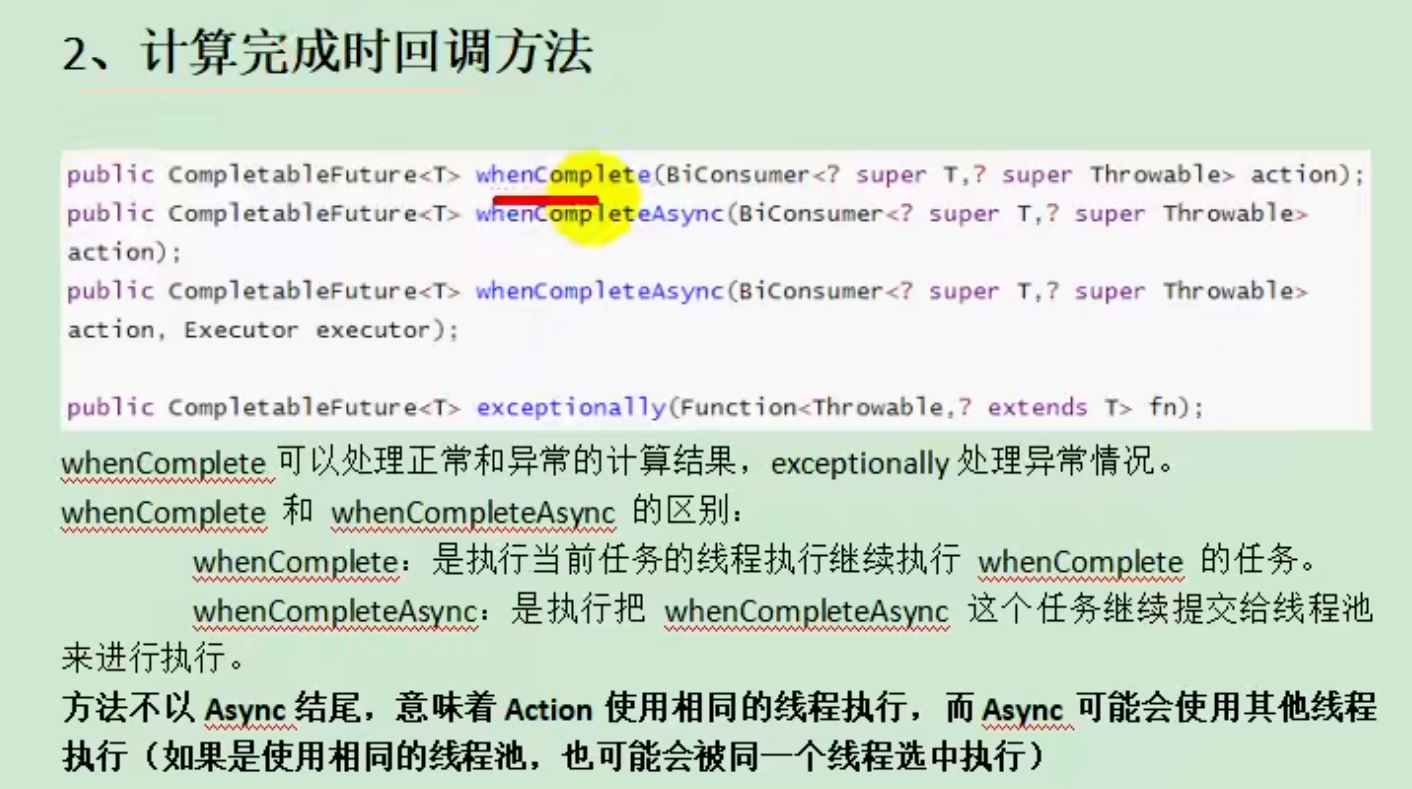 2、计算完成时回调方法
public CompletableFuture<T> whenComplete(BiConsumer<? super T,? super Throwable> action);
public CompletableFuture<T> whenCompleteAsync(BiConsumer<? super T,? super Throwable>
action);
public CompletableFuture<T> whenCompleteAsync(BiConsumer<? super T,? super Throwable>
action, Executor executor);
public CompletableFuture<T> exceptionally(Function<Throwable,? extends T> fn);
whenComplete 可以处理正常和异常的计算结果，exceptionally 处理异常情况。
whenComplete 和 whenCompleteAsync 的区别：
whenComplete：是执行当前任务的线程执行继续执行 whenComplete 的任务。
whenCompleteAsync：是执行把 whenCompleteAsync 这个任务继续提交给线程池
来进行执行。
方法不以 Async 结尾，意味着 Action 使用相同的线程执行，而 Async 可能会使用其他线程
执行（如果是使用相同的线程池，也可能会被同一个线程选中执行）